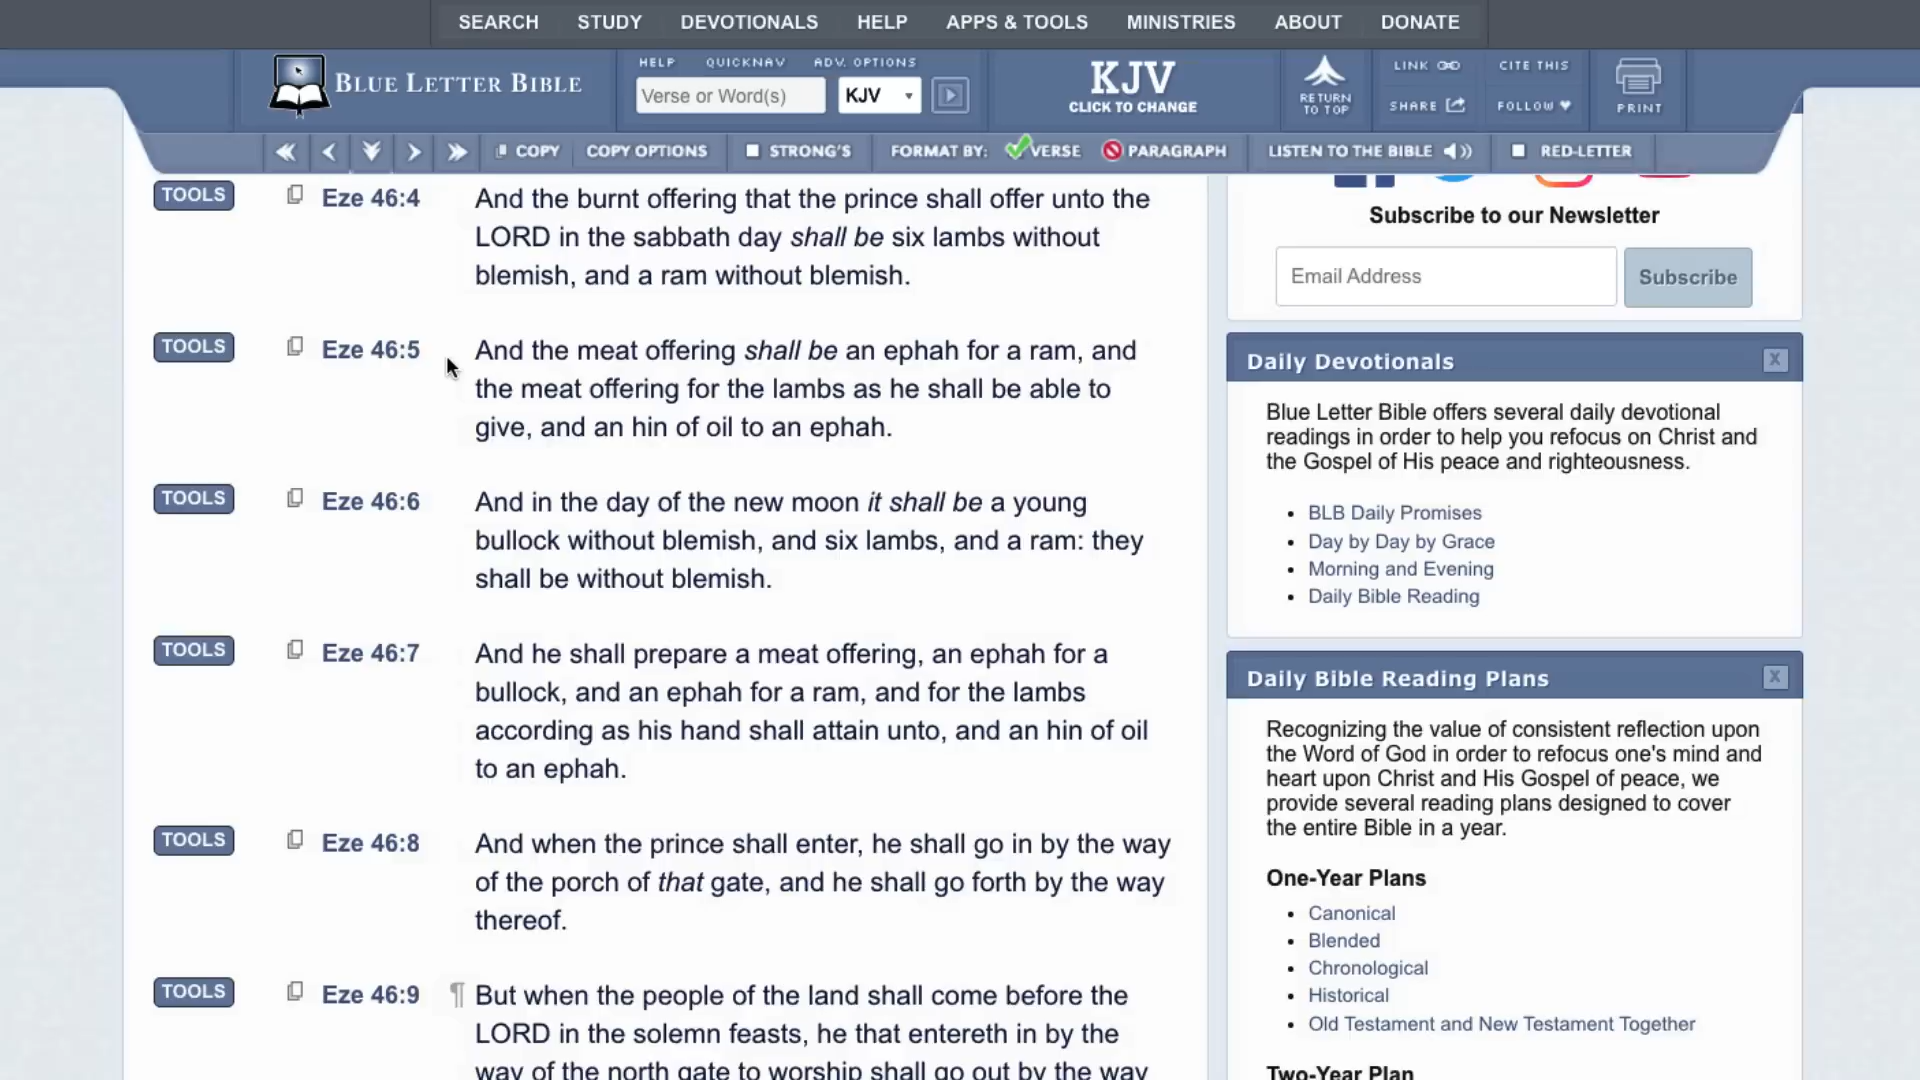 SEARCH STUDY DEVOTIONALS HELP APPS & TOOLS MINISTRIES ABOUT DONATE
BLUE LETTER BIBLE
HELP QUICKNAV ADV. OPTIONS
Verse or Word(s) KJV
KJV
CLICK TO CHANGE
RETURN
TO TOP
LINK CITE THIS
SHARE FOLLOW
PRINT
COPY COPY OPTIONS STRONG'S FORMAT BY: VERSE PARAGRAPH LISTEN TO THE BIBLE RED-LETTER
TOOLS Eze 46:4 And the burnt offering that the prince shall offer unto the
LORD in the sabbath day shall be six lambs without
blemish, and a ram without blemish.
TOOLS Eze 46:5 And the meat offering shall be an ephah for a ram, and
the meat offering for the lambs as he shall be able to
give, and an hin of oil to an ephah.
TOOLS Eze 46:6 And in the day of the new moon it shall be a young
bullock without blemish, and six lambs, and a ram: they
shall be without blemish.
TOOLS Eze 46:7 And he shall prepare a meat offering, an ephah for a
bullock, and an ephah for a ram, and for the lambs
according as his hand shall attain unto, and an hin of oil
to an ephah.
TOOLS Eze 46:8 And when the prince shall enter, he shall go in by the way
of the porch of that gate, and he shall go forth by the way
thereof.
TOOLS Eze 46:9 ¶ But when the people of the land shall come before the
LORD in the solemn feasts, he that entereth in by the
way of the north gate to worship shall go out by the way
Subscribe to our Newsletter
Email Address Subscribe
Daily Devotionals X
Blue Letter Bible offers several daily devotional
readings in order to help you refocus on Christ and
the Gospel of His peace and righteousness.
• BLB Daily Promises
• Day by Day by Grace
• Morning and Evening
• Daily Bible Reading
Daily Bible Reading Plans X
Recognizing the value of consistent reflection upon
the Word of God in order to refocus one's mind and
heart upon Christ and His Gospel of peace, we
provide several reading plans designed to cover
the entire Bible in a year.
One-Year Plans
• Canonical
• Blended
• Chronological
• Historical
• Old Testament and New Testament Together
Two-Year Plan